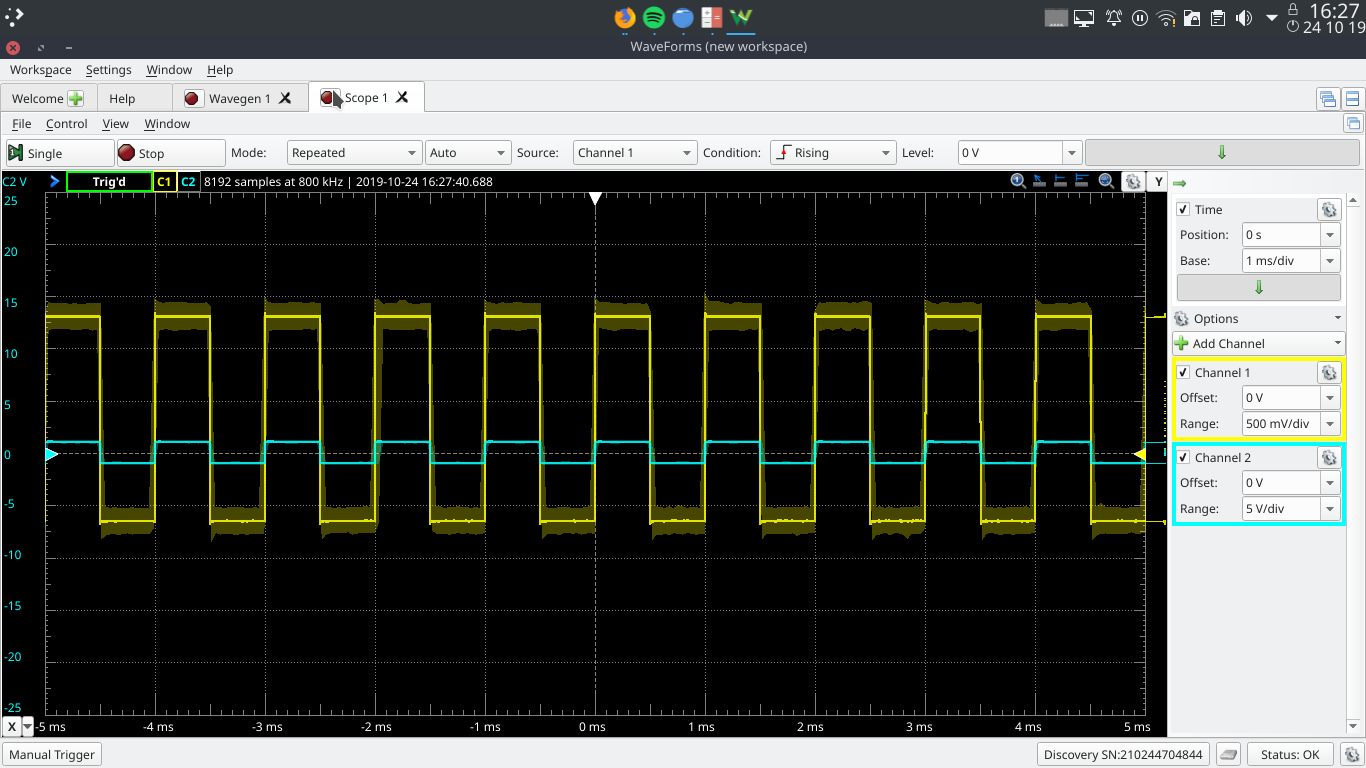 16:27
24 10 19
WaveForms (new workspace)
Workspace Settings Window Help
Welcome Help Wavegen 1 Scope 1
File Control View Window
Single Stop Mode: Repeated Auto Source: Channel 1 Condition: Rising Level: 0 V
C2 V Trig'd C1 C2 8192 samples at 800 kHz | 2019-10-24 16:27:40.688 Y
25
20
15
10
5
0
-5
-10
-15
-20
-25
X -5 ms -4 ms -3 ms -2 ms -1 ms 0 ms 1 ms 2 ms 3 ms 4 ms 5 ms
Time
Position: 0 s
Base: 1 ms/div
Options
Add Channel
Channel 1
Offset: 0 V
Range: 500 mV/div
Channel 2
Offset: 0 V
Range: 5 V/div
Manual Trigger Discovery SN:210244704844 Status: OK